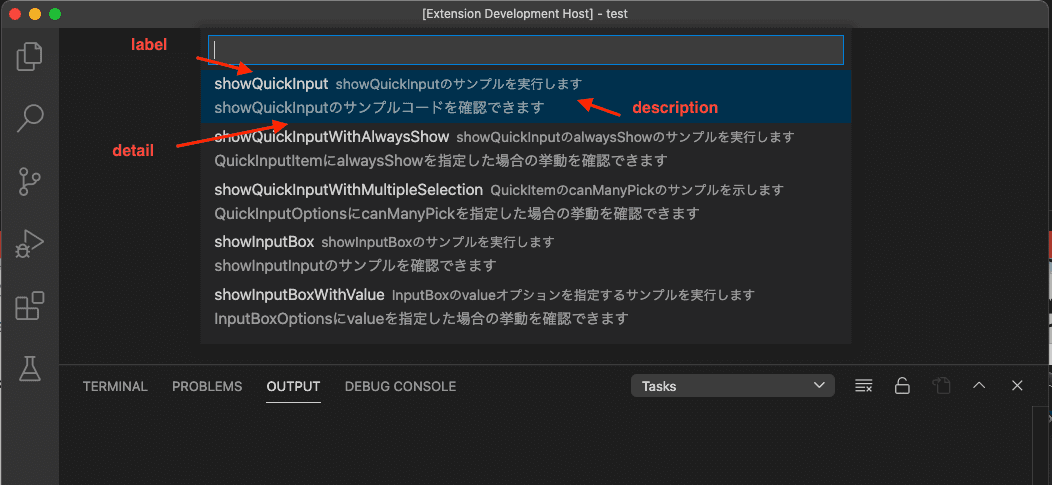 [Extension Development Host] - test
label
showQuickInput showQuickInputのサンプルを実行します
showQuickInputのサンプルコードを確認できます
description
showQuickInputWithAlwaysShow showQuickInputのalwaysShowのサンプルを実行します
detail
QuickInputItemにalwaysShowを指定した場合の挙動を確認できます
showQuickInputWithMultipleSelection QuickItemのcanManyPickのサンプルを示します
QuickInputOptionsにcanManyPickを指定した場合の挙動を確認できます
showInputBox showInputBoxのサンプルを実行します
showInputInputのサンプルを確認できます
showInputBoxWithValue InputBoxのvalueオプションを指定するサンプルを実行します
InputBoxOptionsにvalueを指定した場合の挙動を確認できます
TERMINAL PROBLEMS OUTPUT DEBUG CONSOLE Tasks